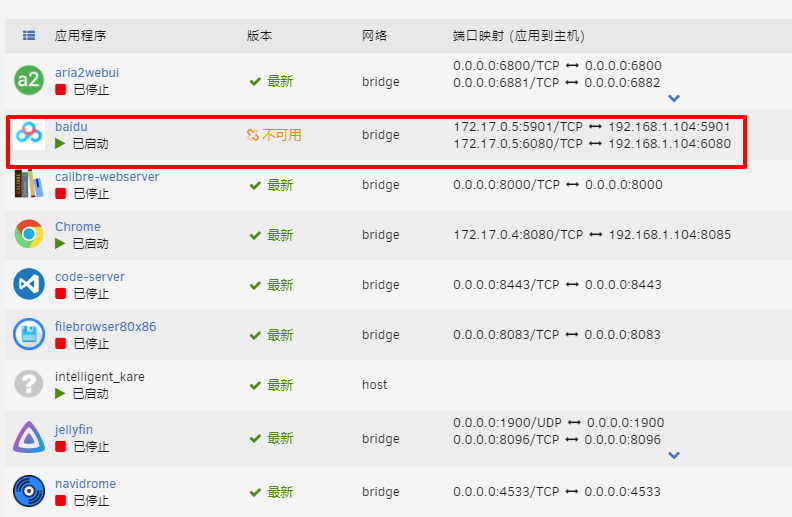 应用程序 版本 网络 端口映射 (应用到主机)
a2 aria2webui
已停止 最新 bridge 0.0.0.0:6800/TCP ↔ 0.0.0.0:6800
0.0.0.0:6881/TCP ↔ 0.0.0.0:6882
baidu
已启动 不可用 bridge 172.17.0.5:5901/TCP ↔ 192.168.1.104:5901
172.17.0.5:6080/TCP ↔ 192.168.1.104:6080
calibre-webserver
已停止 最新 bridge 0.0.0.0:8000/TCP ↔ 0.0.0.0:8000
Chrome
已启动 最新 bridge 172.17.0.4:8080/TCP ↔ 192.168.1.104:8085
code-server
已停止 最新 bridge 0.0.0.0:8443/TCP ↔ 0.0.0.0:8443
filebrowser80x86
已停止 最新 bridge 0.0.0.0:8083/TCP ↔ 0.0.0.0:8083
? intelligent_kare
已启动 最新 host
jellyfin
已停止 最新 bridge 0.0.0.0:1900/UDP ↔ 0.0.0.0:1900
0.0.0.0:8096/TCP ↔ 0.0.0.0:8096
navidrome
已停止 最新 bridge 0.0.0.0:4533/TCP ↔ 0.0.0.0:4533